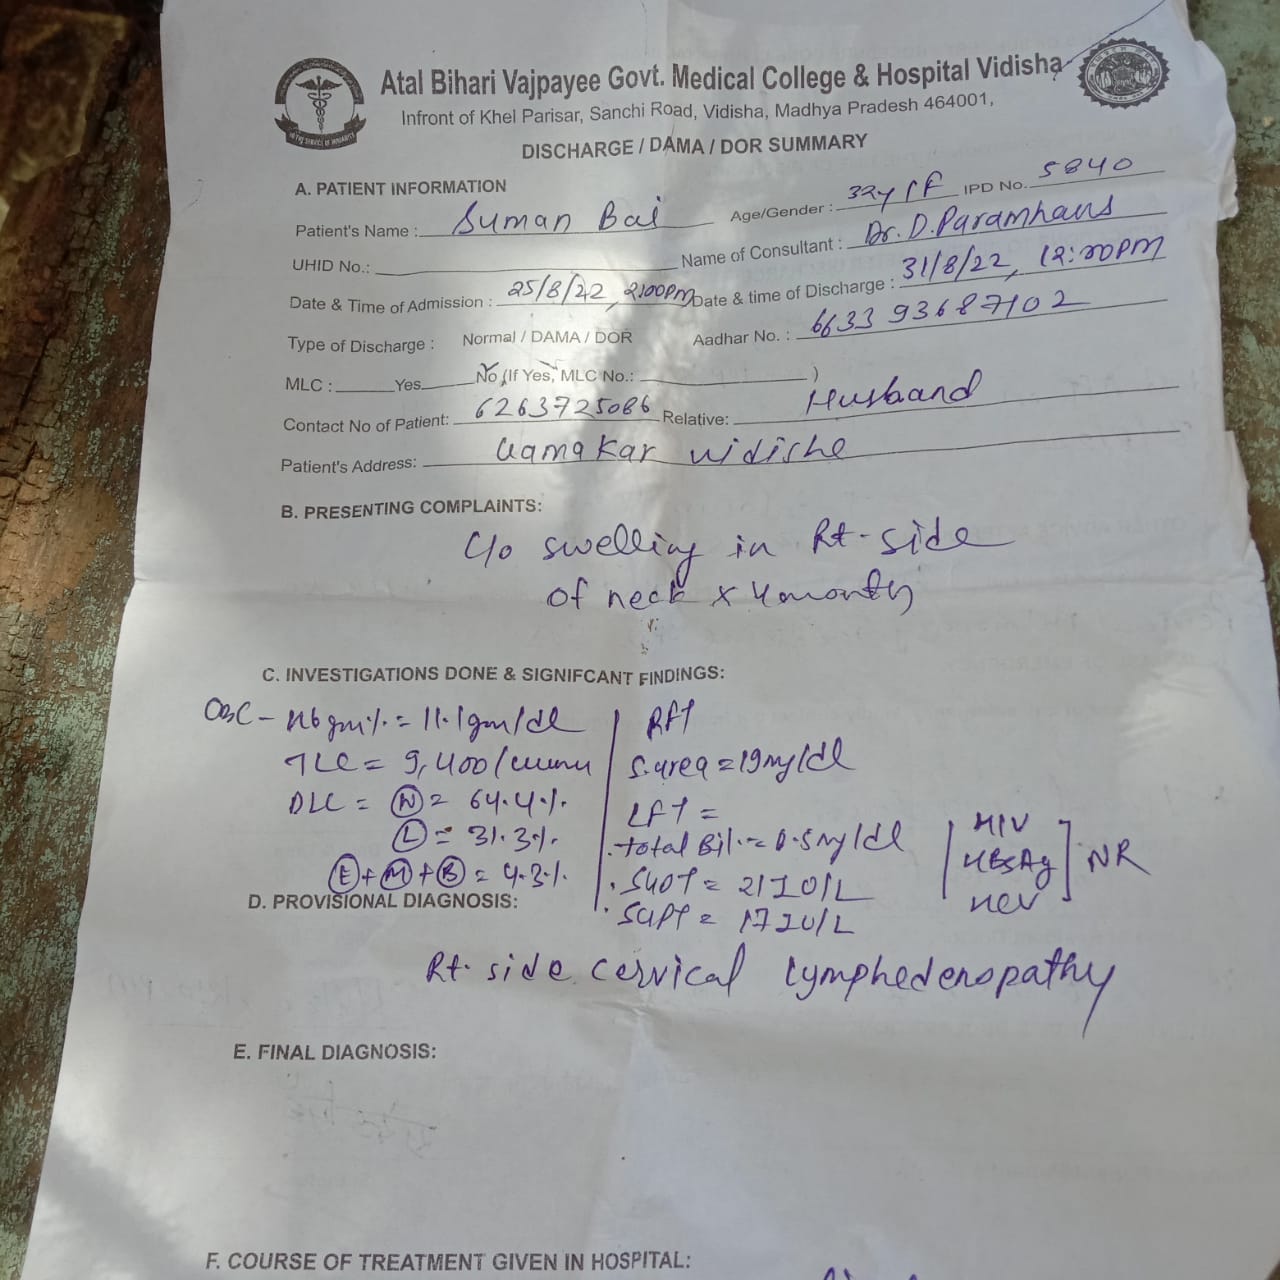 Atal Bihari Vajpayee Govt. Medical College & Hospital Vidisha
Infront of Khel Parisar, Sanchi Road, Vidisha, Madhya Pradesh 464001,
DISCHARGE / DAMA / DOR SUMMARY
A. PATIENT INFORMATION
Patient's Name : Suman Bai Age/Gender : 32y/F IPD No. 5840
UHID No.: Name of Consultant : Dr. D. Paramhans
Date & Time of Admission : 25/8/22, 2:00PM Date & time of Discharge : 31/8/22, 12:20PM
Type of Discharge : Normal / DAMA / DOR Aadhar No. : 6633 93687102
MLC : Yes No (If Yes, MLC No.: )
Contact No of Patient: 6263725086 Relative: Husband
Patient's Address:
B. PRESENTING COMPLAINTS:
C/o swelling in Rt-side
of neck x 4 month
C. INVESTIGATIONS DONE & SIGNIFCANT FINDINGS:
CBC - Hb gm% = 11.1gm/dl RFT
TLC = 9,400/cumm S.urea = 19mg/dl
DLC = N = 64.4% LFT =
L = 31.3% Total Bil. = 0.5mg/dl HIV
E + M + B = 4.3% SGOT = 21IU/L HBsAg NR
D. PROVISIONAL DIAGNOSIS: SGPT = 17IU/L HCV
Rt. side cervical lymphedenopathy
E. FINAL DIAGNOSIS:
F. COURSE OF TREATMENT GIVEN IN HOSPITAL: